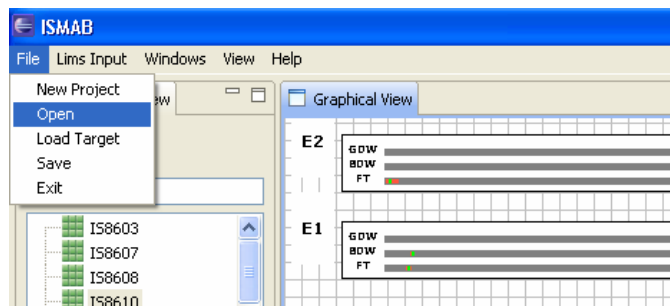 ISMAB
File Lims Input Windows View Help
New Project
Open
Load Target
Save
Exit
ew
Graphical View
E2
GDW
BDW
FT
E1
GDW
BDW
FT
IS8603
IS8607
IS8608
IS8610